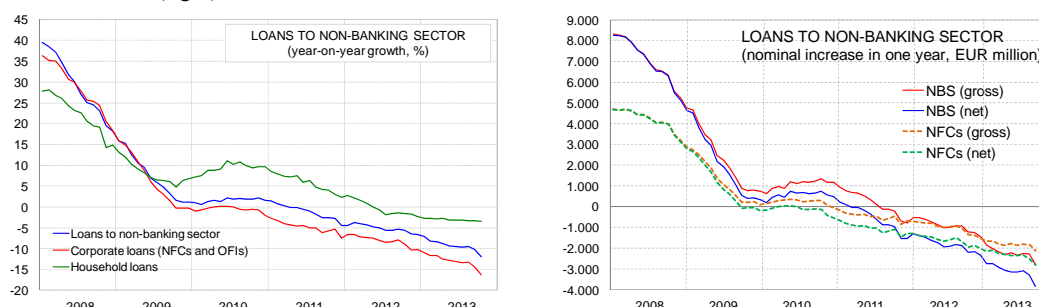 LOANS TO NON-BANKING SECTOR
(year-on-year growth, %)
45
40
35
30
25
20
15
10
5
0
-5
-10
-15
-20
Loans to non-banking sector
Corporate loans (NFCs and OFIs)
Household loans
2008 2009 2010 2011 2012 2013
LOANS TO NON-BANKING SECTOR
(nominal increase in one year, EUR million)
9.000
8.000
7.000
6.000
5.000
4.000
3.000
2.000
1.000
0
-1.000
-2.000
-3.000
-4.000
NBS (gross)
NBS (net)
NFCs (gross)
NFCs (net)
2008 2009 2010 2011 2012 2013